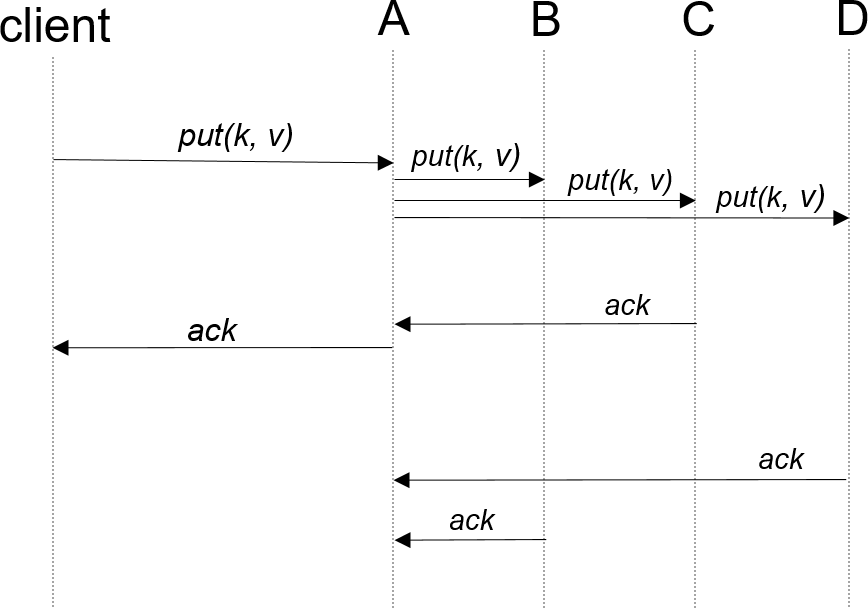 client A B C D
put(k, v)
put(k, v)
put(k, v)
put(k, v)
ack
ack
ack
ack